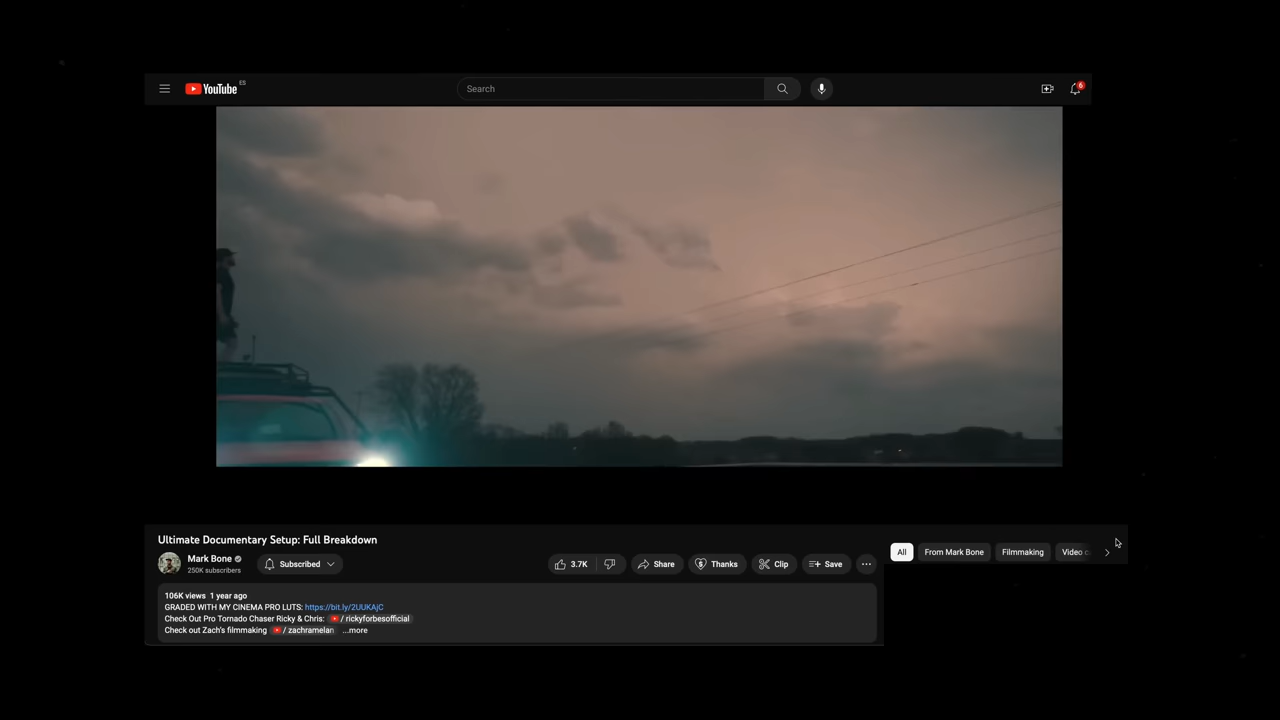 YouTube ES
Search
6
Ultimate Documentary Setup: Full Breakdown
Mark Bone
250K subscribers
Subscribed
3.7K
Share
Thanks
Clip
Save
All
From Mark Bone
Filmmaking
Video
106K views 1 year ago
GRADED WITH MY CINEMA PRO LUTS: https://bit.ly/2UUKAjC
Check Out Pro Tornado Chaser Ricky & Chris: / rickyforbesofficial
Check out Zach's filmmaking / zachramelan ...more